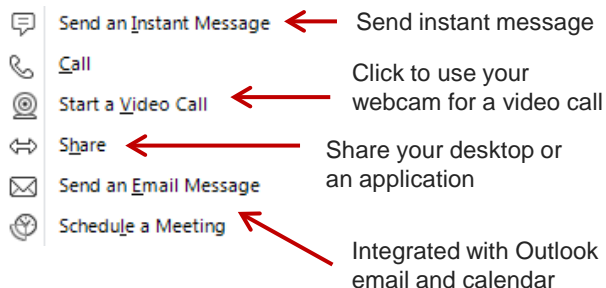 Send an Instant Message
Send instant message
Call
Click to use your
webcam for a video call
Start a Video Call
Share
Share your desktop or
an application
Send an Email Message
Schedule a Meeting
Integrated with Outlook
email and calendar